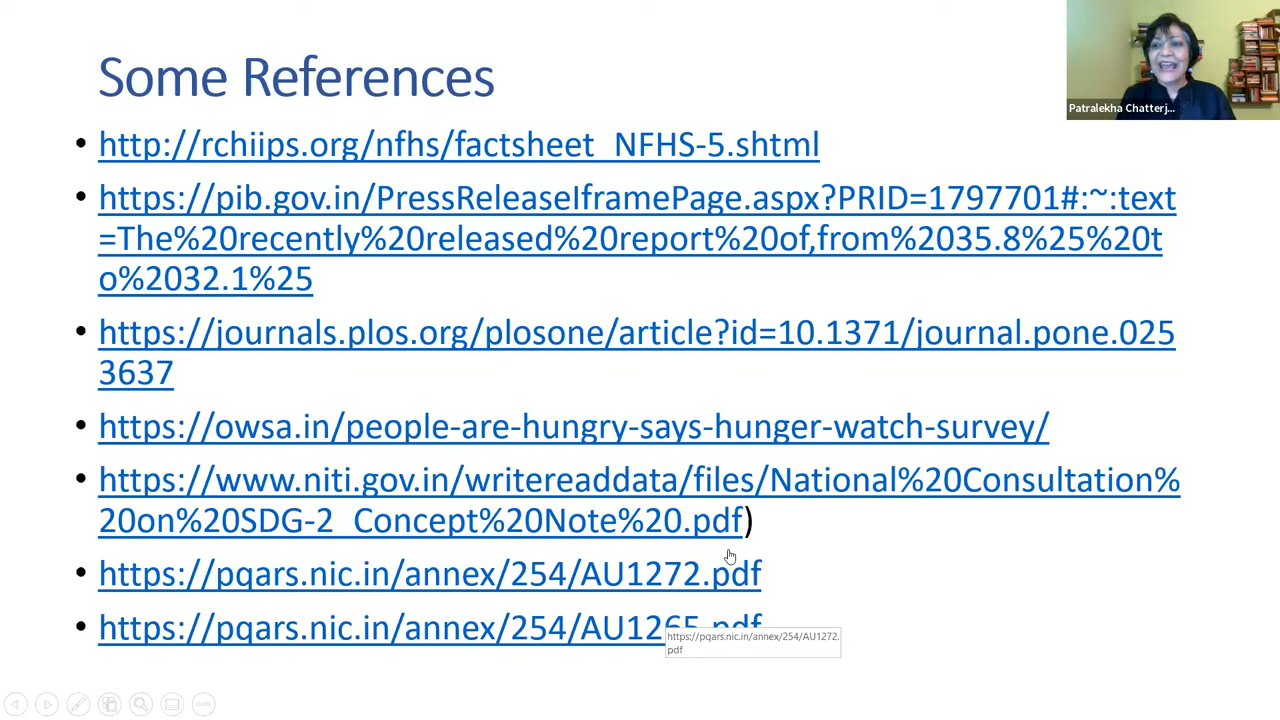 Some References
Patralekha Chatterj...
• http://rchiips.org/nfhs/factsheet_NFHS-5.shtml
• https://pib.gov.in/PressReleaseIframePage.aspx?PRID=1797701#:~:text
=The%20recently%20released%20report%20of,from%2035.8%25%20t
o%2032.1%25
• https://journals.plos.org/plosone/article?id=10.1371/journal.pone.025
3637
• https://owsa.in/people-are-hungry-says-hunger-watch-survey/
• https://www.niti.gov.in/writereaddata/files/National%20Consultation%
20on%20SDG-2_Concept%20Note%20.pdf)
• https://pqars.nic.in/annex/254/AU1272.pdf
• https://pqars.nic.in/annex/254/AU1265.pdf
https://pqars.nic.in/annex/254/AU1272.
pdf